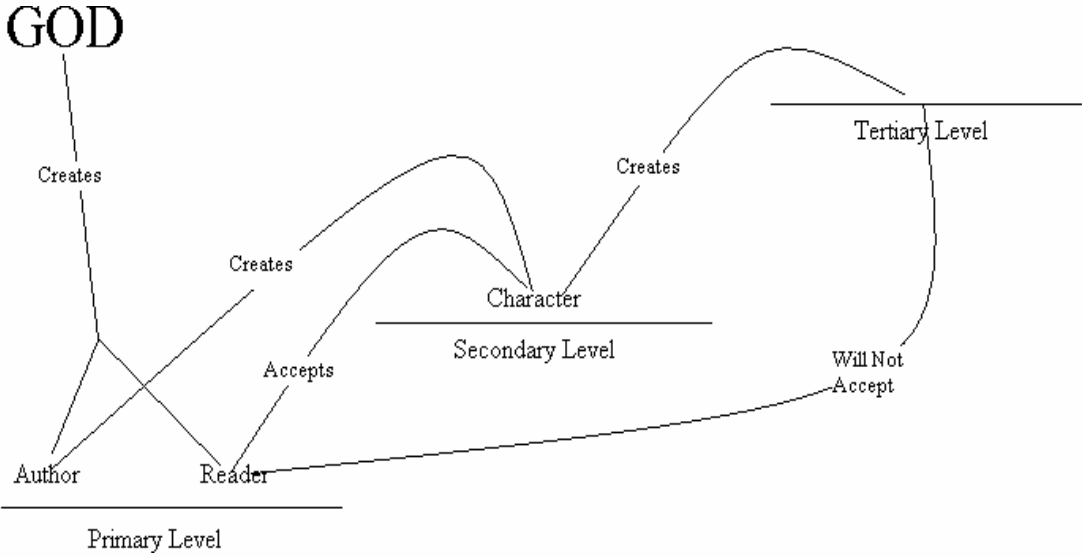 GOD
Tertiary Level
Creates
Creates
Creates
Character
Secondary Level
Accepts
Will Not
Accept
Author
Reader
Primary Level